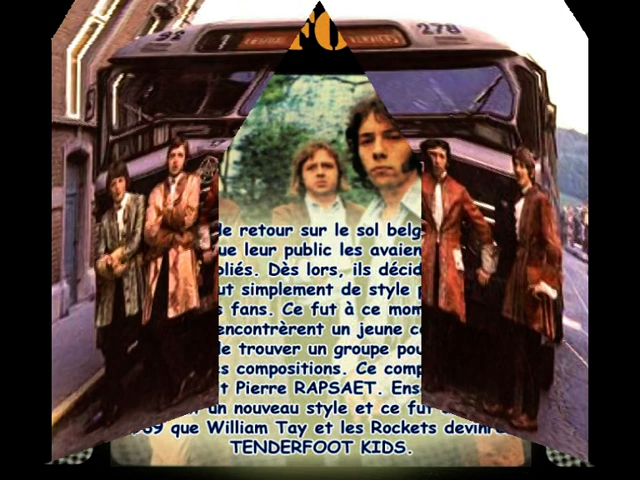 FO
278
de retour sur le sol belg
ue leur public les avaien
bliés. Dès lors, ils décid
ut simplement de style p
s fans. Ce fut à ce mom
encontrèrent un jeune c
de trouver un groupe pou
s compositions. Ce comp
t Pierre RAPSAET. Ens
un nouveau style et ce fut
69 que William Tay et les Rockets devinre
TENDERFOOT KIDS.